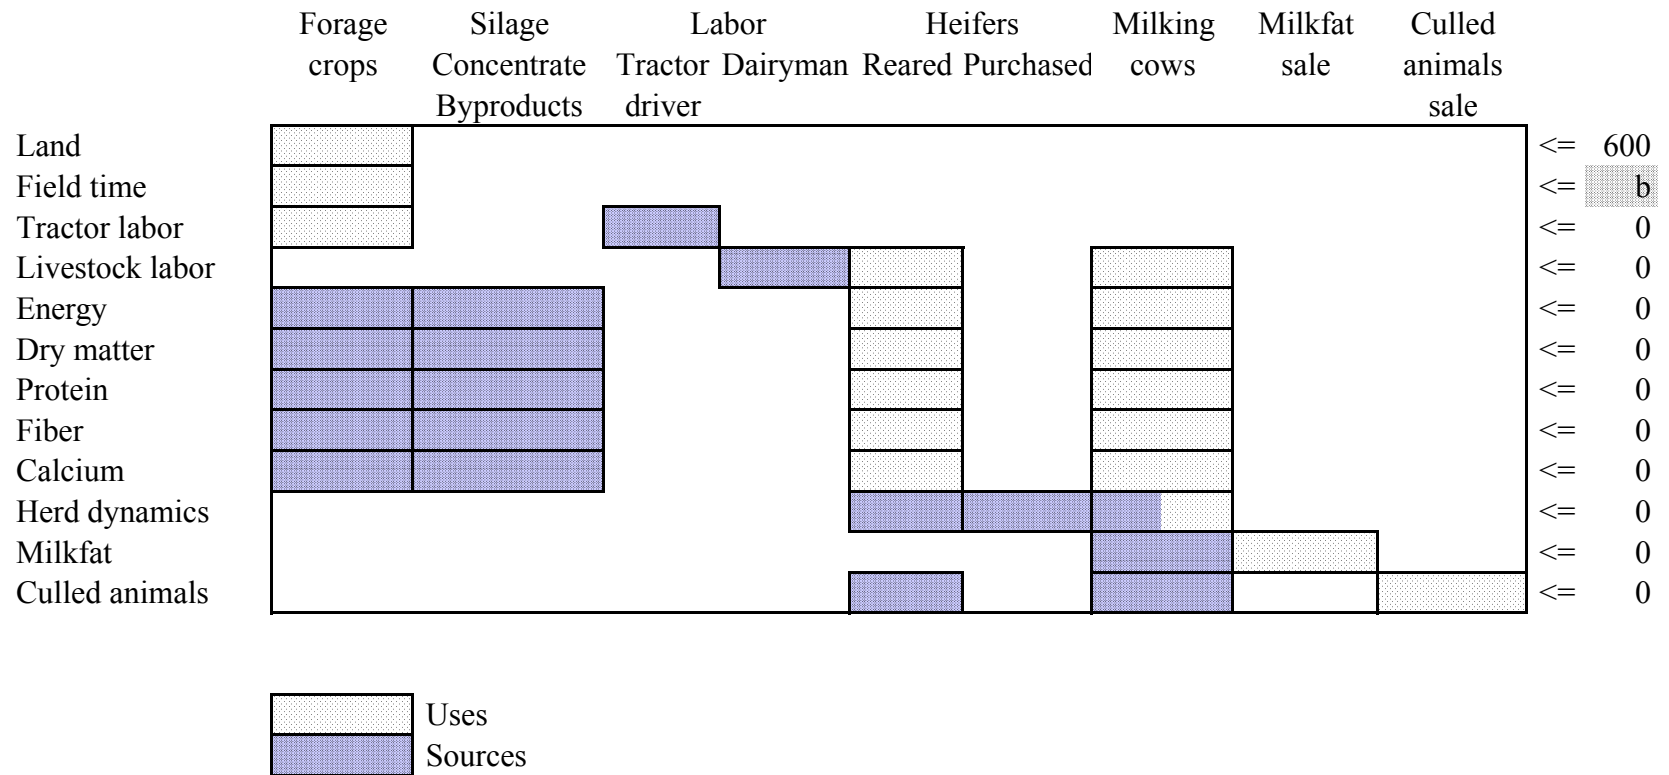 Forage Silage Labor Heifers Milking Milkfat Culled
crops Concentrate Tractor Dairyman Reared Purchased cows sale animals
Byproducts driver sale
Land <= 600
Field time <= b
Tractor labor <= 0
Livestock labor <= 0
Energy <= 0
Dry matter <= 0
Protein <= 0
Fiber <= 0
Calcium <= 0
Herd dynamics <= 0
Milkfat <= 0
Culled animals <= 0
Uses
Sources